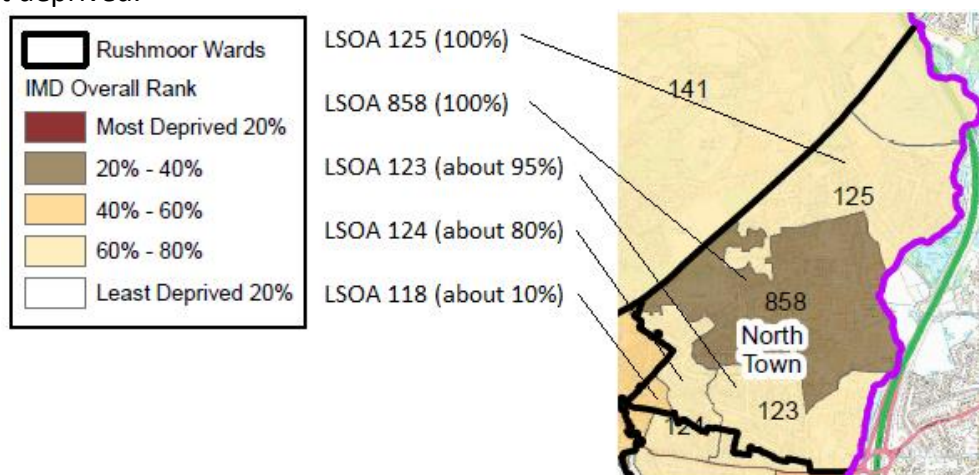 t deprived.
Rushmoor Wards
IMD Overall Rank
Most Deprived 20%
20% - 40%
40% - 60%
60% - 80%
Least Deprived 20%
LSOA 125 (100%)
LSOA 858 (100%)
LSOA 123 (about 95%)
LSOA 124 (about 80%)
LSOA 118 (about 10%)
141
125
858
North
Town
123
124